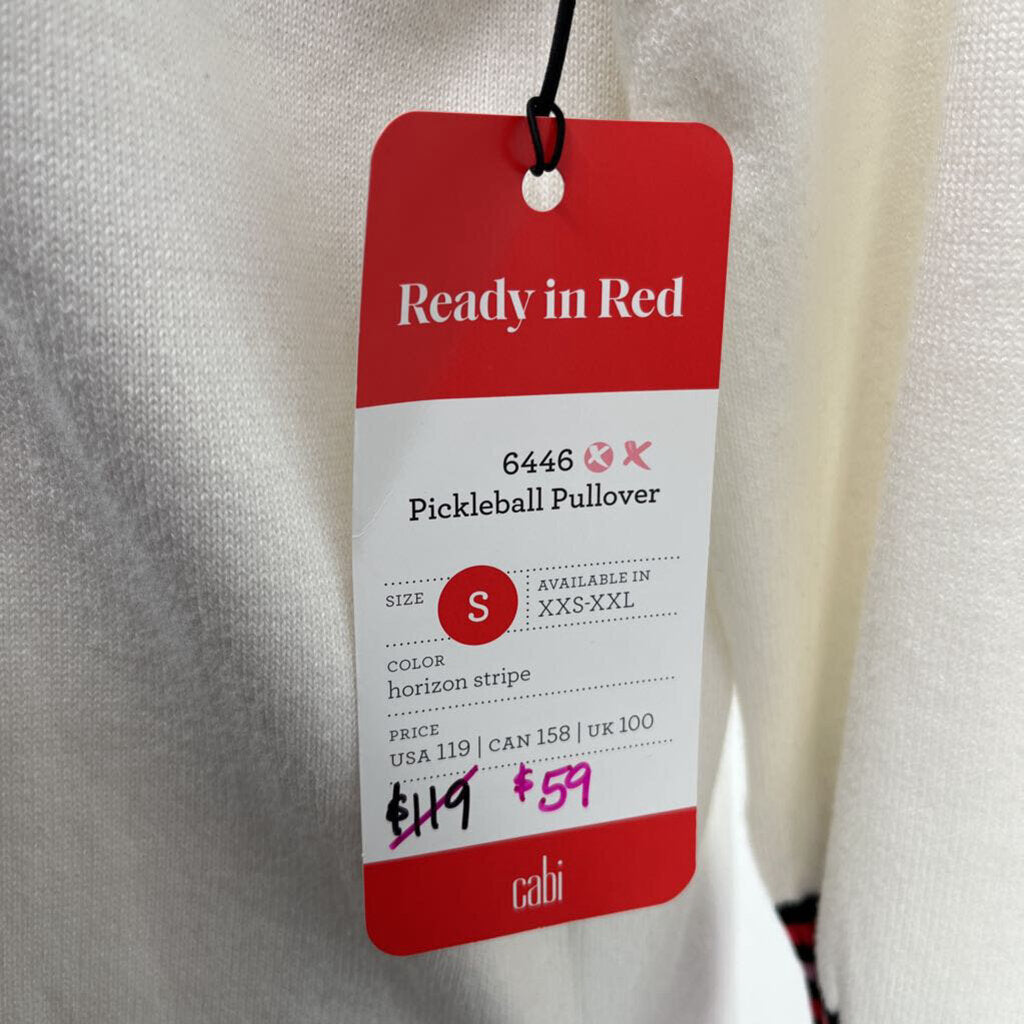 Ready in Red
6446
Pickleball Pullover
SIZE S AVAILABLE IN
XXS-XXL
COLOR
horizon stripe
PRICE
USA 119 | CAN 158 | UK 100
$119 $59
cabi